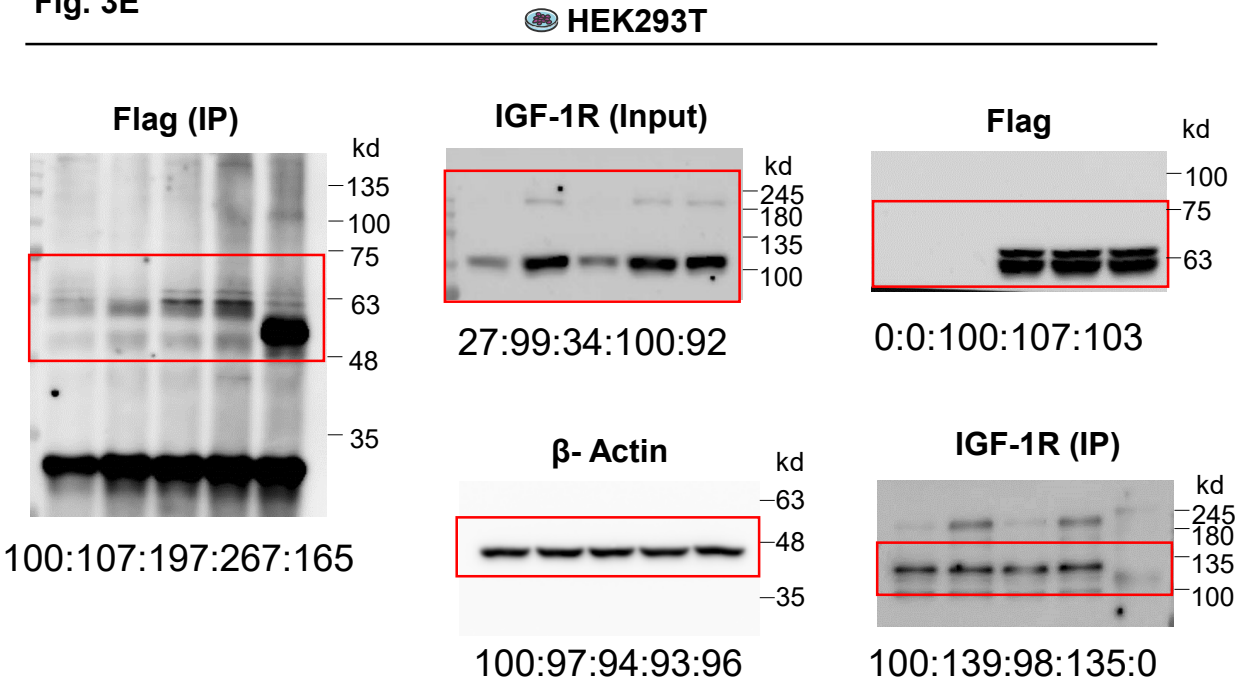 Fig. 3E
HEK293T
Flag (IP)
kd
135
100
75
63
48
35
100:107:197:267:165
IGF-1R (Input)
kd
245
180
135
100
27:99:34:100:92
Flag
kd
100
75
63
0:0:100:107:103
β- Actin
kd
63
48
35
100:97:94:93:96
IGF-1R (IP)
kd
245
180
135
100
100:139:98:135:0